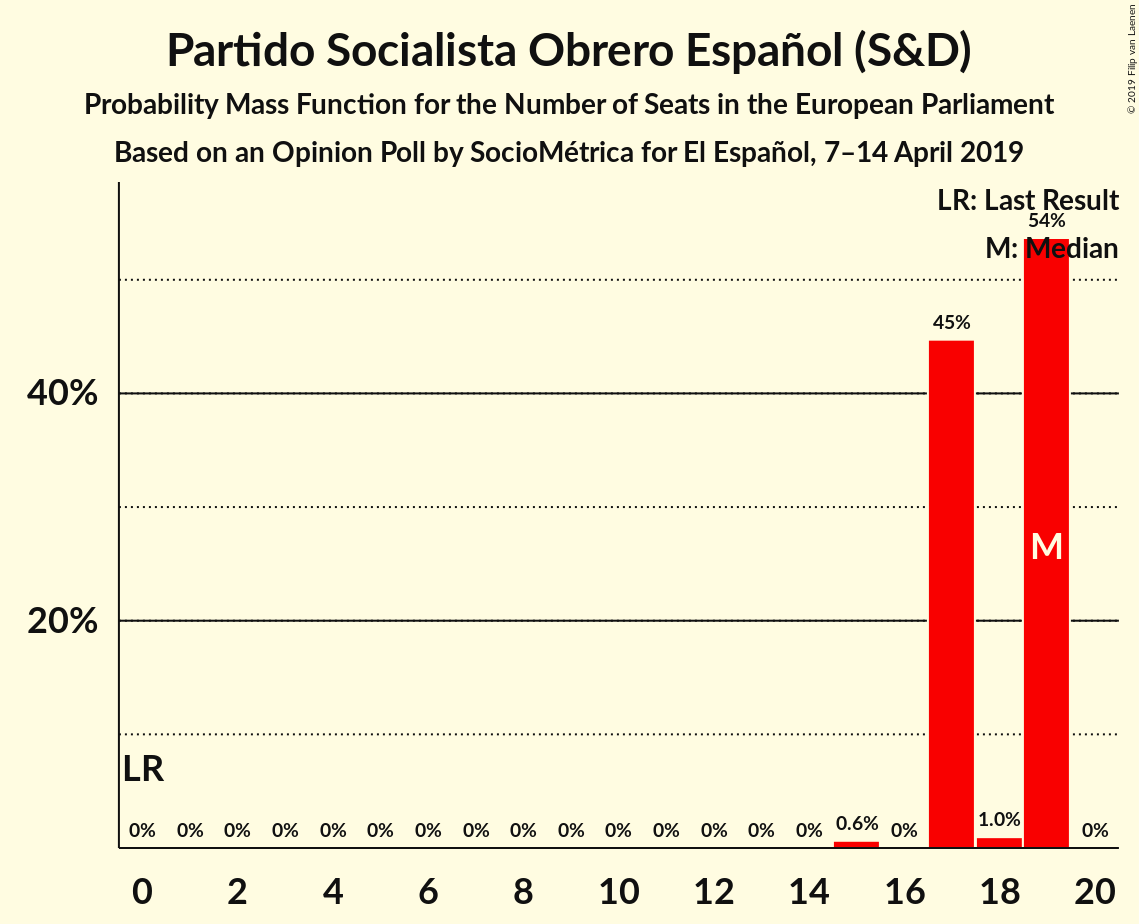 Partido Socialista Obrero Español (S&D)
Probability Mass Function for the Number of Seats in the European Parliament
Based on an Opinion Poll by SocioMétrica for El Español, 7–14 April 2019
© 2019 Filip van Laenen
LR: Last Result
M: Median
54%
45%
40%
M
20%
LR
0% 0% 0% 0% 0% 0% 0% 0% 0% 0% 0% 0% 0% 0% 0% 0.6% 0% 1.0% 0%
0 2 4 6 8 10 12 14 16 18 20